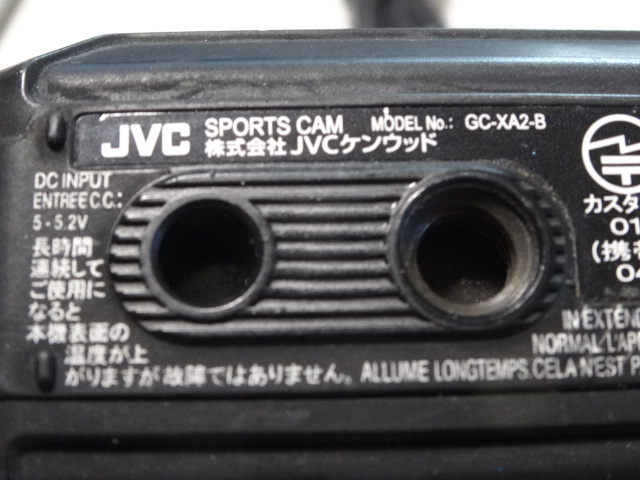 JVC SPORTS CAM MODEL No.: GC-XA2-B
株式会社JVCケンウッド
DC INPUT
ENTREE C.C.:
5 - 5.2V
長時間
連続して
ご使用に
なると
本機表面の
温度が上
がりますが故障ではありません。
カスタ
01
(携
04
IN EXTEND
NORMAL/L'APP
ALLUME LONGTEMPS. CELA N'EST P